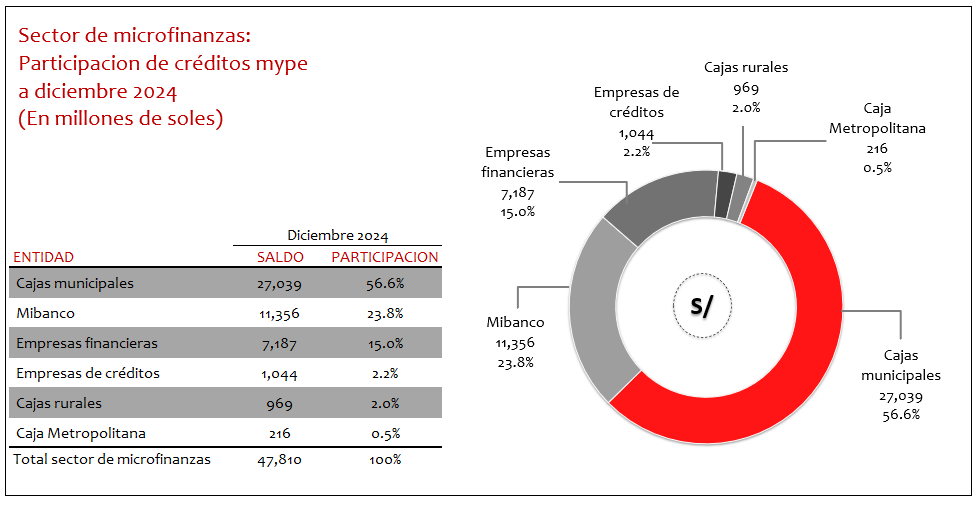 Sector de microfinanzas:
Participacion de créditos mype
a diciembre 2024
(En millones de soles)
Diciembre 2024
ENTIDAD SALDO PARTICIPACION
Cajas municipales 27,039 56.6%
Mibanco 11,356 23.8%
Empresas financieras 7,187 15.0%
Empresas de créditos 1,044 2.2%
Cajas rurales 969 2.0%
Caja Metropolitana 216 0.5%
Total sector de microfinanzas 47,810 100%
Cajas rurales
969
2.0%
Empresas de
créditos
1,044
2.2%
Caja
Metropolitana
216
0.5%
Empresas
financieras
7,187
15.0%
S/
Mibanco
11,356
23.8%
Cajas
municipales
27,039
56.6%